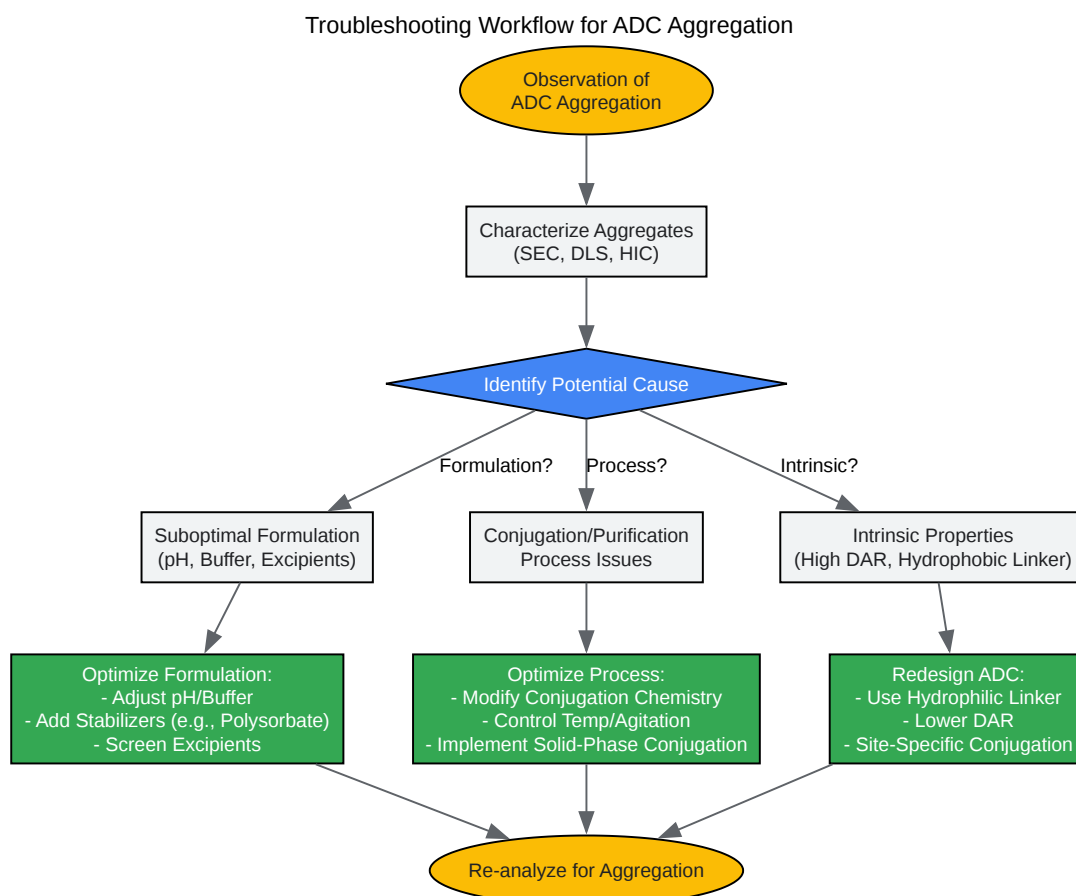 Troubleshooting Workflow for ADC Aggregation
Observation of
ADC Aggregation
Characterize Aggregates
(SEC, DLS, HIC)
Identify Potential Cause
Formulation?
Process?
Intrinsic?
Suboptimal Formulation
(pH, Buffer, Excipients)
Conjugation/Purification
Process Issues
Intrinsic Properties
(High DAR, Hydrophobic Linker)
Optimize Formulation:
- Adjust pH/Buffer
- Add Stabilizers (e.g., Polysorbate)
- Screen Excipients
Optimize Process:
- Modify Conjugation Chemistry
- Control Temp/Agitation
- Implement Solid-Phase Conjugation
Redesign ADC:
- Use Hydrophilic Linker
- Lower DAR
- Site-Specific Conjugation
Re-analyze for Aggregation